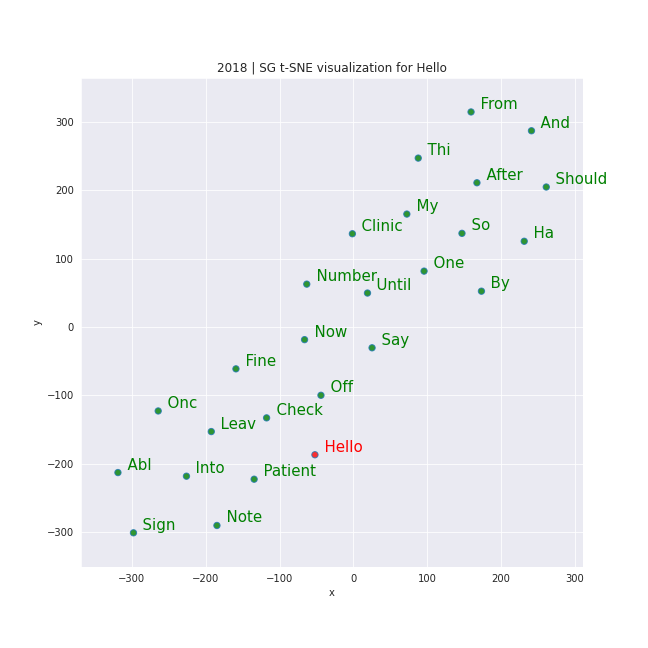 2018 | SG t-SNE visualization for Hello
From
And
Thi
After
Should
My
Clinic
So
Ha
One
Number
Until
By
Now
Say
Fine
Off
Onc
Check
Leav
Hello
Abl
Into
Patient
Note
Sign
300
200
100
0
−100
−200
−300
y
−300
−200
−100
0
100
200
300
x